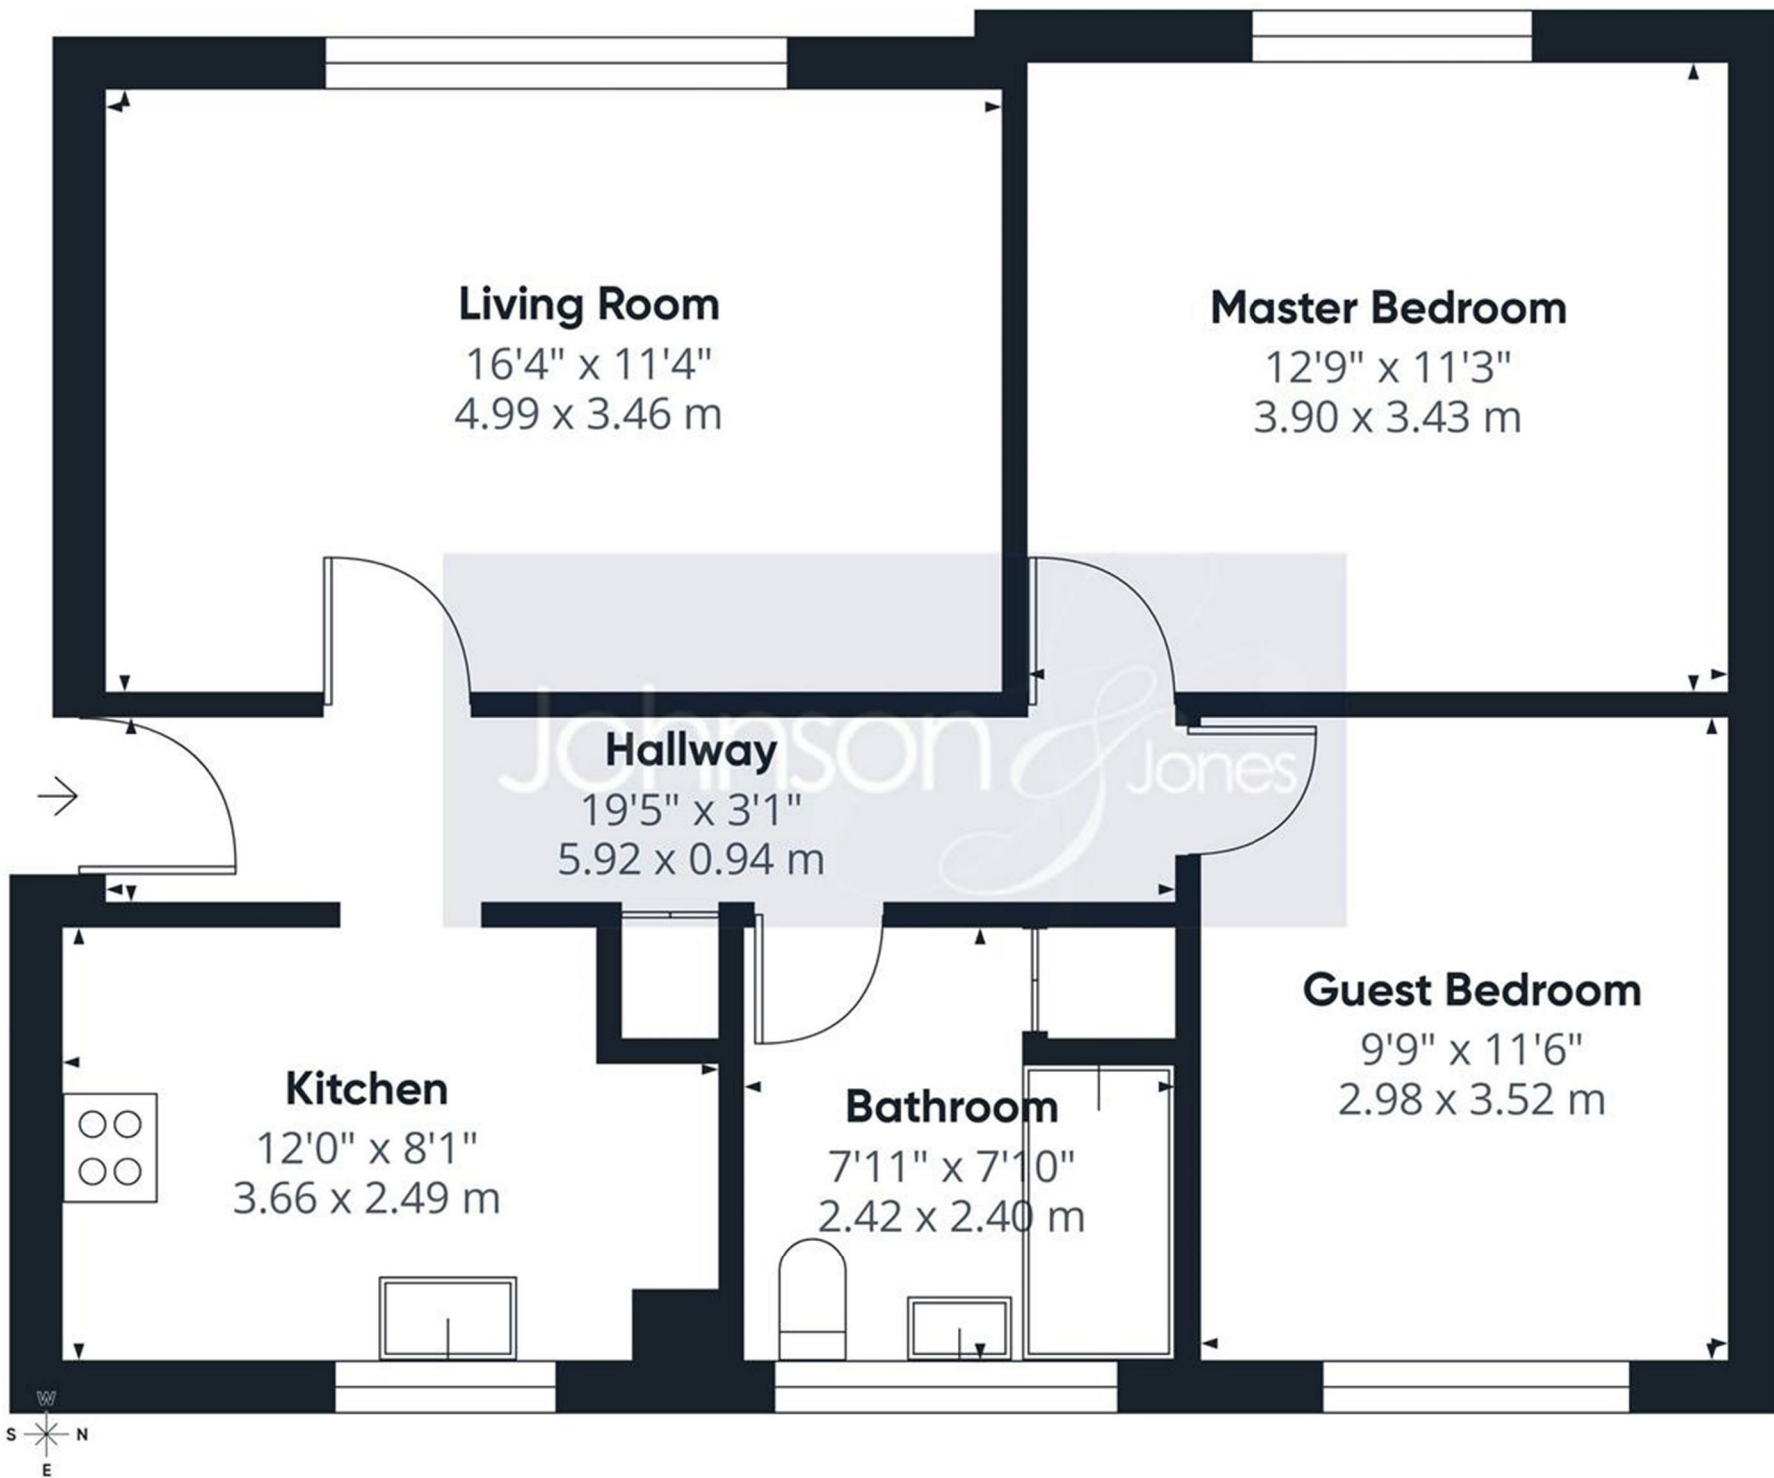 Living Room
16'4" x 11'4"
4.99 x 3.46 m
Master Bedroom
12'9" x 11'3"
3.90 x 3.43 m
Johnson & Jones
Hallway
19'5" x 3'1"
5.92 x 0.94 m
Guest Bedroom
9'9" x 11'6"
2.98 x 3.52 m
Kitchen
12'0" x 8'1"
3.66 x 2.49 m
Bathroom
7'11" x 7'10"
2.42 x 2.40 m
W
S N
E